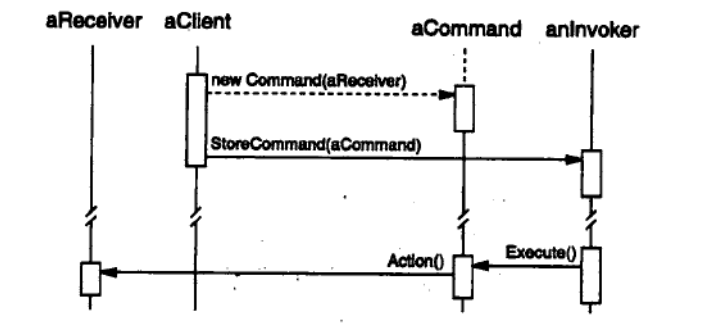 aReceiver aClient aCommand anInvoker
new Command(aReceiver)
StoreCommand(aCommand)
Action() Execute()